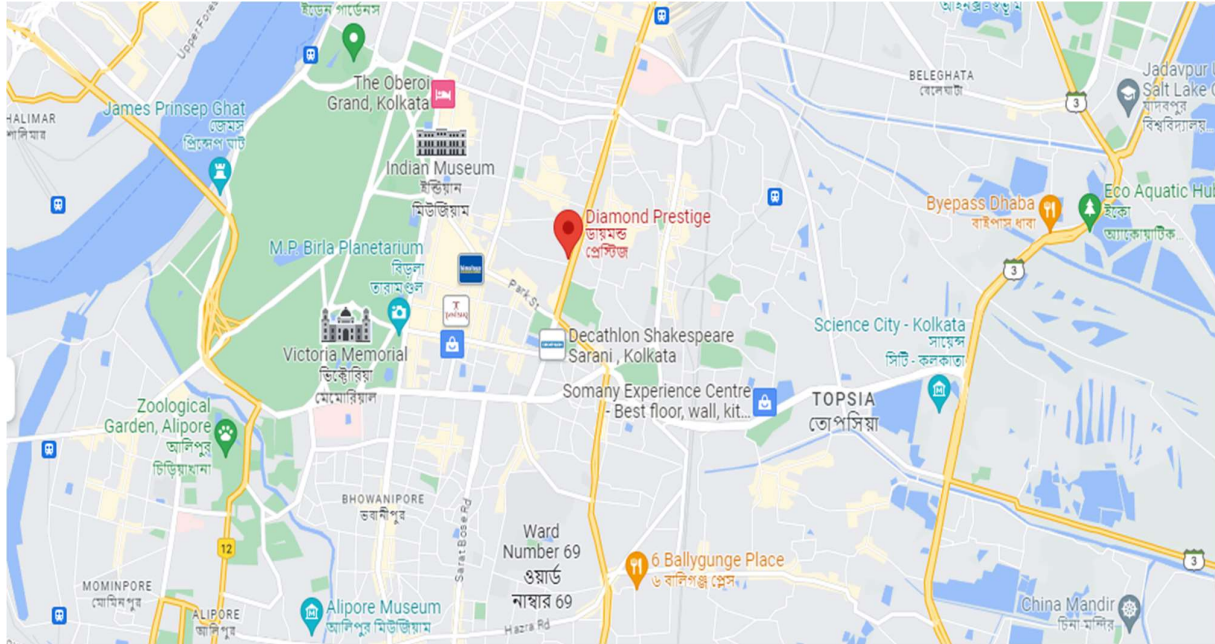 ইডেন গার্ডেনস
Upper Fores
The Oberoi
Grand, Kolkata
BELEGHATA
বেলেঘাটা
Jadavpur U
Salt Lake C
যাদবপুর
বিশ্ববিদ্যালয়...
3
HALIMAR
শালিমার
James Prinsep Ghat
জেমস
প্রিন্সেপ ঘাট
Indian Museum
ইন্ডিয়ান
মিউজিয়াম
Diamond Prestige
ডায়মন্ড
প্রেস্টিজ
Byepass Dhaba
বাইপাস ধাবা
Eco Aquatic Hub
ইকো
অ্যাকোয়াটিক...
3
M.P. Birla Planetarium
বিড়লা
তারামণ্ডল
Park St
Victoria Memorial
ভিক্টোরিয়া
মেমোরিয়াল
Decathlon Shakespeare
Sarani , Kolkata
Science City - Kolkata
সায়েন্স
সিটি - কলকাতা
Somany Experience Centre
- Best floor, wall, kit...
TOPSIA
তোপসিয়া
Zoological
Garden, Alipore
আলিপুর
চিড়িয়াখানা
BHOWANIPORE
ভবানীপুর
Sarat Bose Rd
Ward
Number 69
ওয়ার্ড
নাম্বার 69
12
6 Ballygunge Place
৬ বালিগঞ্জ প্লেস
3
MOMINPORE
মোমিনপুর
ALIPORE
আলিপুর
Alipore Museum
আলিপুর মিউজিয়াম
Hazra Rd
China Mandir
চিনা মন্দির